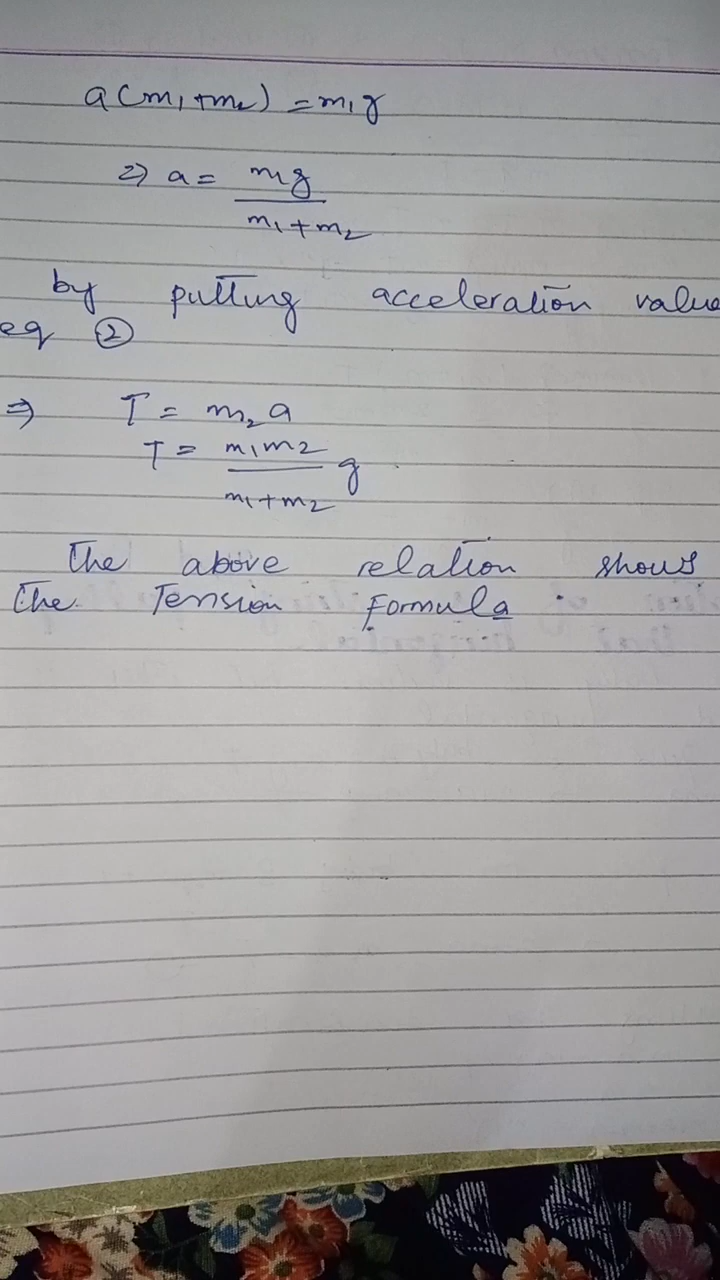 a(m₁+m₂) = m₁g
⇒ a = mg
m₁+m₂
by putting acceleration value
eq ②
⇒ T = m₂a
T = m₁m₂ g
m₁+m₂
The above relation shows
The Tension Formula.